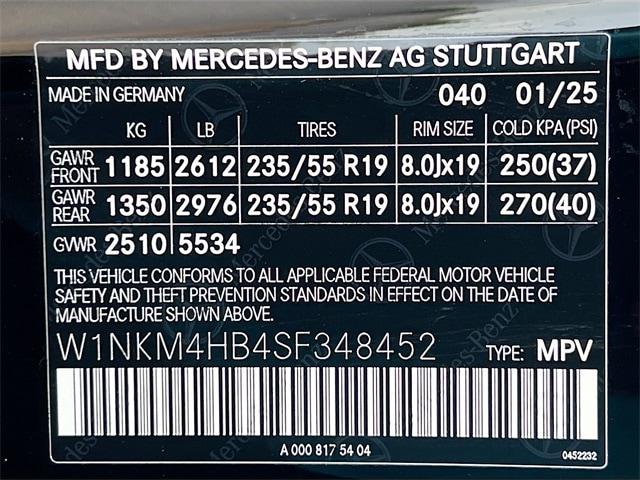 MFD BY MERCEDES-BENZ AG STUTTGART
MADE IN GERMANY 040 01/25
KG LB TIRES RIM SIZE COLD KPA(PSI)
GAWR FRONT 1185 2612 235/55 R19 8.0Jx19 250(37)
GAWR REAR 1350 2976 235/55 R19 8.0Jx19 270(40)
GVWR 2510 5534
THIS VEHICLE CONFORMS TO ALL APPLICABLE FEDERAL MOTOR VEHICLE
SAFETY AND THEFT PREVENTION STANDARDS IN EFFECT ON THE DATE OF
MANUFACTURE SHOWN ABOVE.
W1NKM4HB4SF348452 TYPE: MPV
A 000 817 54 04 0452232